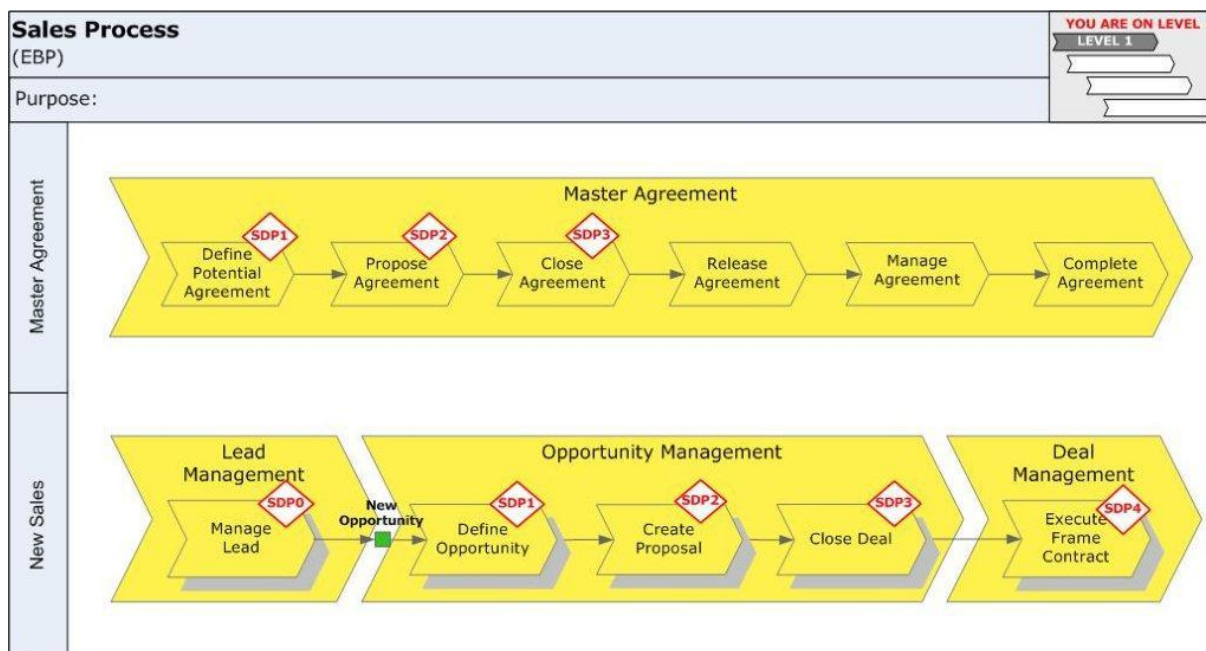 Sales Process
(EBP)
YOU ARE ON LEVEL
LEVEL 1
Purpose:
Master Agreement
Master Agreement
SDP1
SDP2
SDP3
Define
Potential
Agreement
Propose
Agreement
Close
Agreement
Release
Agreement
Manage
Agreement
Complete
Agreement
New Sales
Lead
Management
SDP0
Manage
Lead
New
Opportunity
Opportunity Management
SDP1
Define
Opportunity
SDP2
Create
Proposal
SDP3
Close Deal
Deal
Management
SDP4
Execute
Frame
Contract